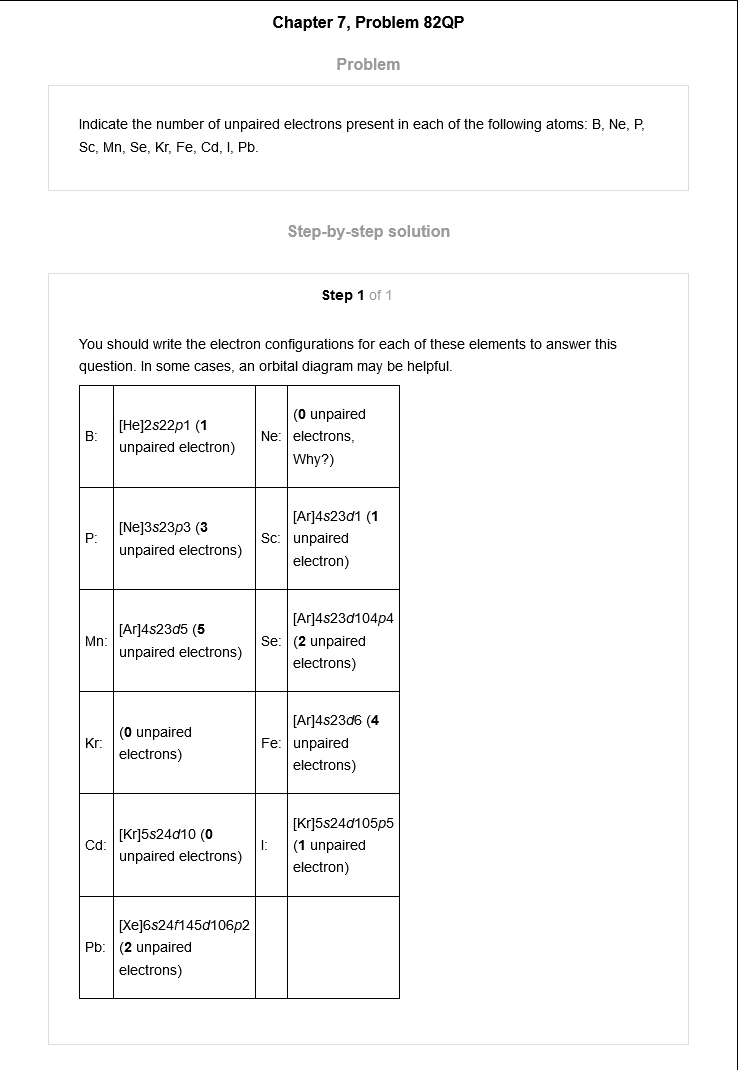 Chapter 7, Problem 82QP
Problem
Indicate the number of unpaired electrons present in each of the following atoms: B, Ne, P,
Sc, Mn, Se, Kr, Fe, Cd, I, Pb.
Step-by-step solution
Step 1 of 1
You should write the electron configurations for each of these elements to answer this
question. In some cases, an orbital diagram may be helpful.
B:
[He]2s22p1 (1
unpaired electron)
Ne:
(0 unpaired
electrons,
Why?)
P:
[Ne]3s23p3 (3
unpaired electrons)
Sc:
[Ar]4s23d1 (1
unpaired
electron)
Mn:
[Ar]4s23d5 (5
unpaired electrons)
Se:
[Ar]4s23d104p4
(2 unpaired
electrons)
Kr:
(0 unpaired
electrons)
Fe:
[Ar]4s23d6 (4
unpaired
electrons)
Cd:
[Kr]5s24d10 (0
unpaired electrons)
I:
[Kr]5s24d105p5
(1 unpaired
electron)
Pb:
[Xe]6s24f145d106p2
(2 unpaired
electrons)